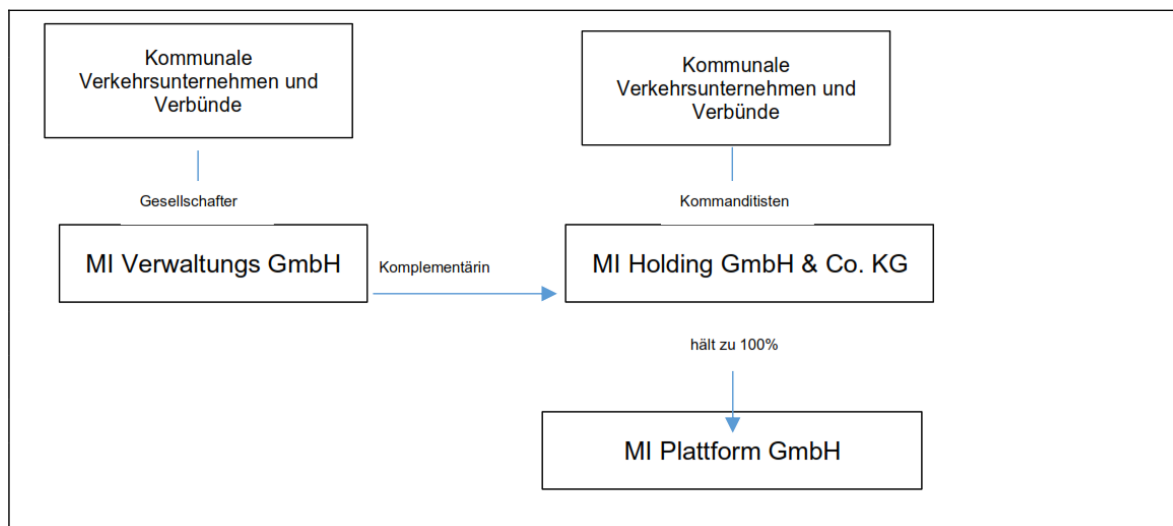 Kommunale
Verkehrsunternehmen und
Verbünde
Kommunale
Verkehrsunternehmen und
Verbünde
Gesellschafter
Kommanditisten
MI Verwaltungs GmbH
Komplementärin
MI Holding GmbH & Co. KG
hält zu 100%
MI Plattform GmbH